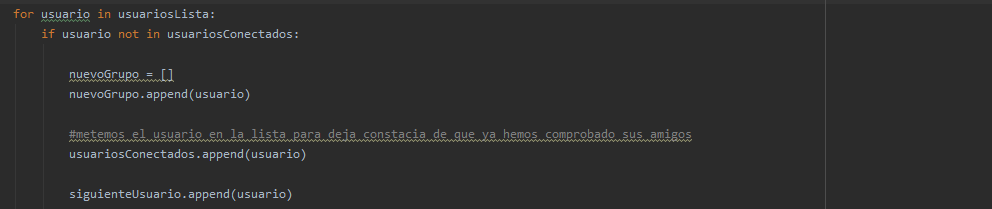 for usuario in usuariosLista:
if usuario not in usuariosConectados:
nuevoGrupo = []
nuevoGrupo.append(usuario)
#metemos el usuario en la lista para deja constacia de que ya hemos comprobado sus amigos
usuariosConectados.append(usuario)
siguienteUsuario.append(usuario)